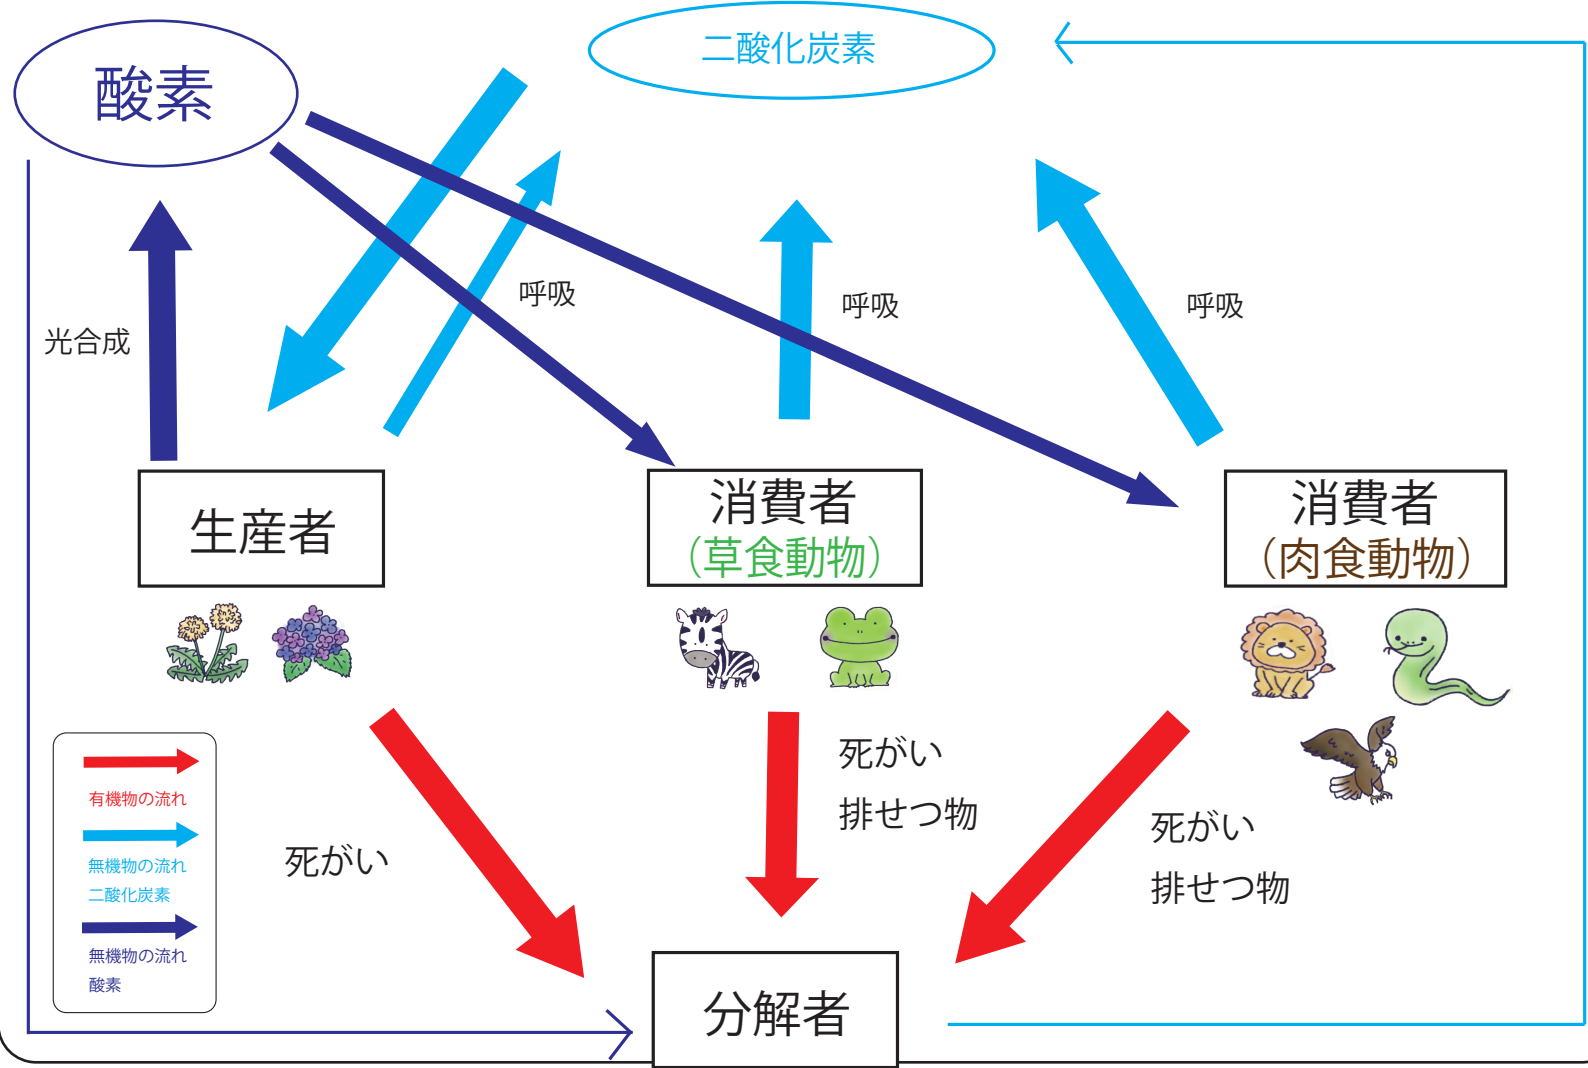 酸素
二酸化炭素
光合成
呼吸
呼吸
呼吸
生産者
消費者
（草食動物）
消費者
（肉食動物）
死がい
死がい
排せつ物
死がい
排せつ物
有機物の流れ
無機物の流れ
二酸化炭素
無機物の流れ
酸素
分解者